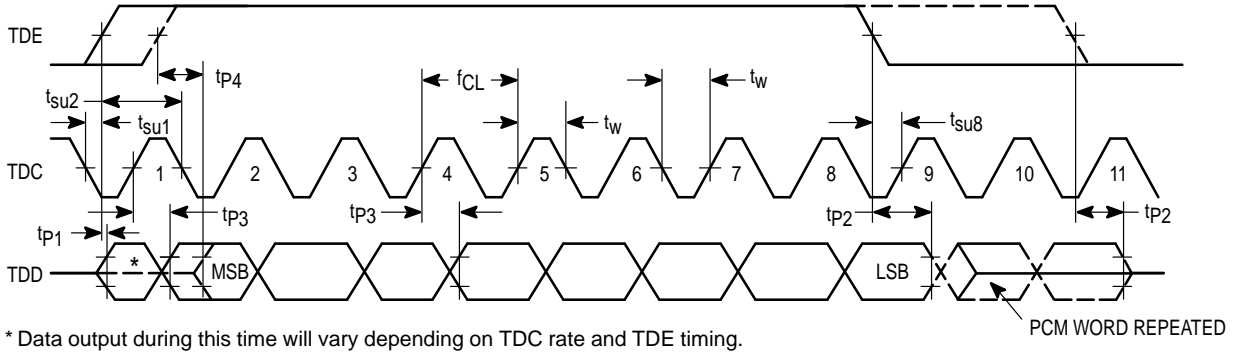 TDE
tP4
fCL
tw
tsu2
tsu1
tw
tsu8
TDC
1 2 3 4 5 6 7 8 9 10 11
tP3
tP3
tP2
tP2
tP1
TDD
*
MSB
LSB
PCM WORD REPEATED
* Data output during this time will vary depending on TDC rate and TDE timing.